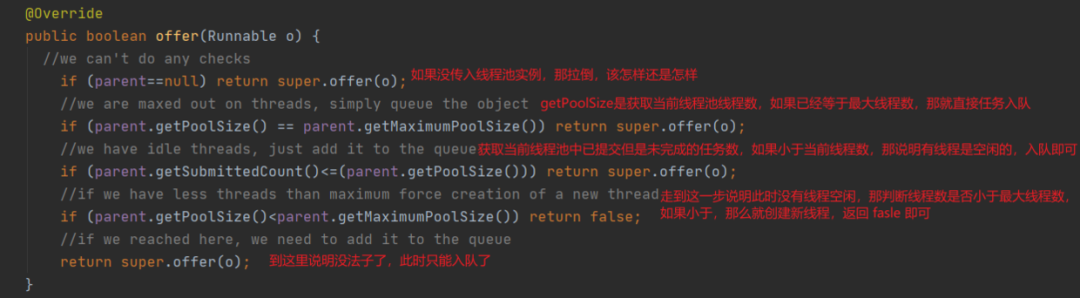 @Override
public boolean offer(Runnable o) {
//we can't do any checks
if (parent==null) return super.offer(o); 如果没传入线程池实例，那拉倒，该怎样还是怎样
//we are maxed out on threads, simply queue the object getPoolSize是获取当前线程池线程数，如果已经等于最大线程数，那就直接任务入队
if (parent.getPoolSize() == parent.getMaximumPoolSize()) return super.offer(o);
//we have idle threads, just add it to the queue 获取当前线程池中已提交但是未完成的任务数，如果小于当前线程数，那说明有线程是空闲的，入队即可
if (parent.getSubmittedCount()<=(parent.getPoolSize())) return super.offer(o);
//if we have less threads than maximum force creation of a new thread 走到这一步说明此时没有线程空闲，那判断线程数是否小于最大线程数，
if (parent.getPoolSize()<parent.getMaximumPoolSize()) return false; 如果小于，那么就创建新线程，返回 fasle 即可
//if we reached here, we need to add it to the queue
return super.offer(o); 到这里说明没法子了，此时只能入队了
}